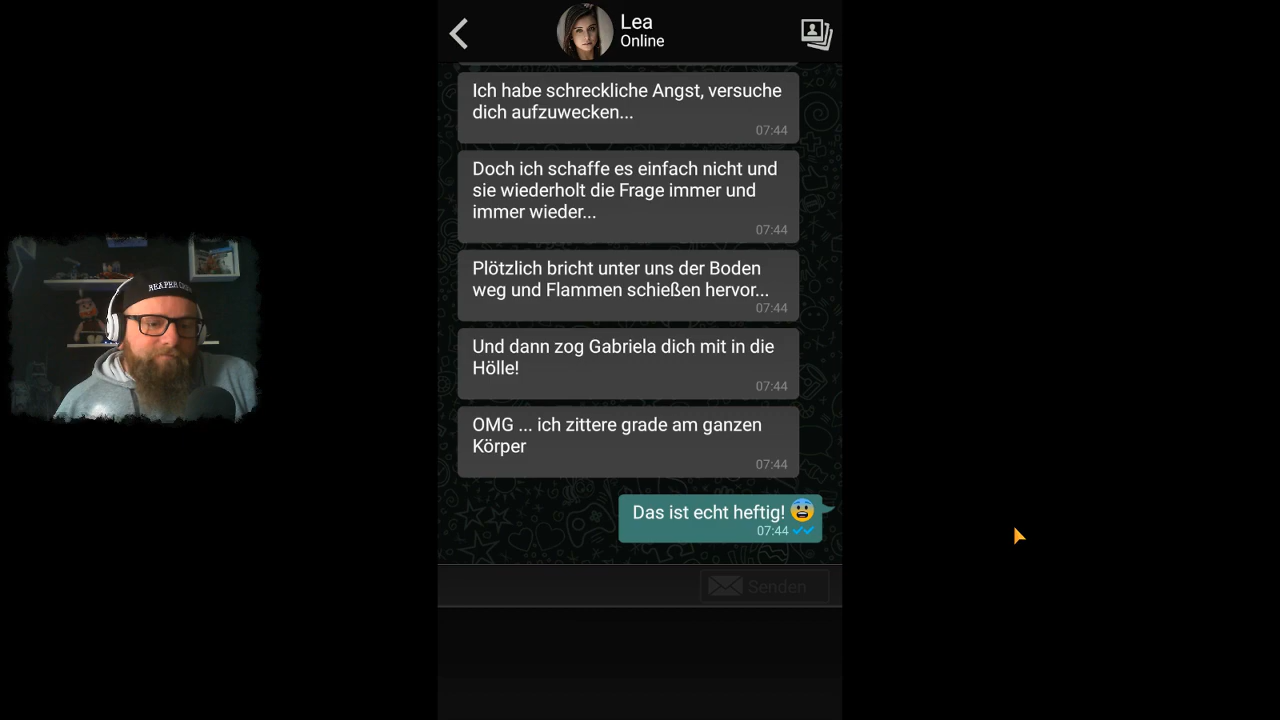 Lea
Online
Ich habe schreckliche Angst, versuche
dich aufzuwecken...
07:44
Doch ich schaffe es einfach nicht und
sie wiederholt die Frage immer und
immer wieder...
07:44
Plötzlich bricht unter uns der Boden
weg und Flammen schießen hervor...
07:44
Und dann zog Gabriela dich mit in die
Hölle!
07:44
OMG ... ich zittere grade am ganzen
Körper
07:44
Das ist echt heftig! 😨
07:44
Senden